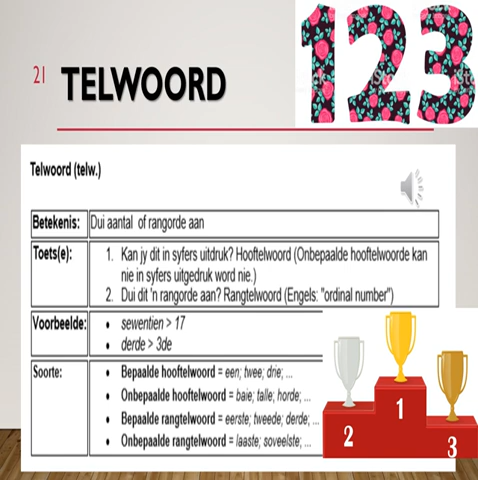 123
21 TELWOORD
Telwoord (telw.)
Betekenis: Dui aantal of rangorde aan
Toets(e): 1. Kan jy dit in syfers uitdruk? Hooftelwoord (Onbepaalde hooftelwoorde kan
nie in syfers uitgedruk word nie.)
2. Dui dit 'n rangorde aan? Rangtelwoord (Engels: "ordinal number")
Voorbeelde: • sewentien > 17
• derde > 3de
Soorte: • Bepaalde hooftelwoord = een; twee; drie; ...
• Onbepaalde hooftelwoord = baie; talle; horde; ...
• Bepaalde rangtelwoord = eerste; tweede; derde; ...
• Onbepaalde rangtelwoord = laaste; soveelste; ...
1
2
3